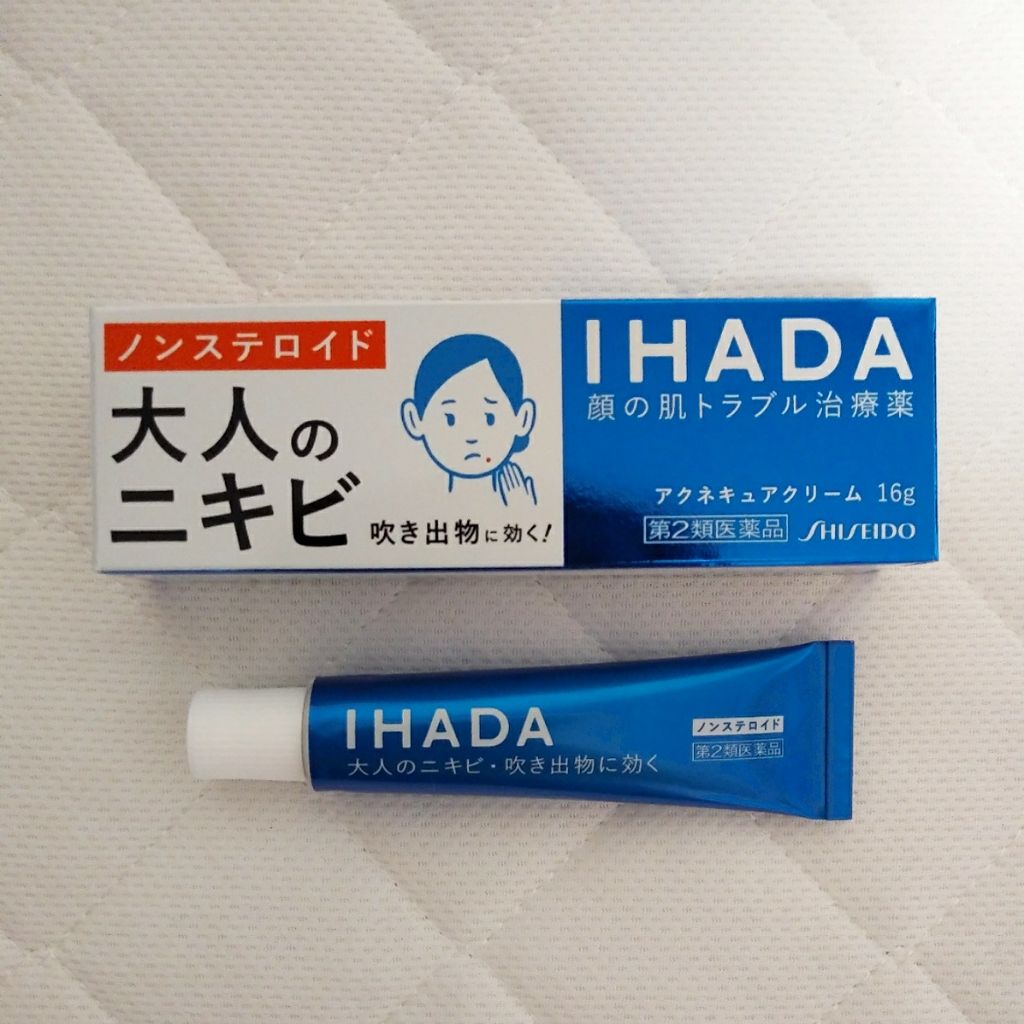 ノンステロイド
大人の
ニキビ
吹き出物に効く!
IHADA
顔の肌トラブル治療薬
アクネキュアクリーム 16g
第2類医薬品 SHISEIDO
IHADA
大人のニキビ・吹き出物に効く
ノンステロイド
第2類医薬品